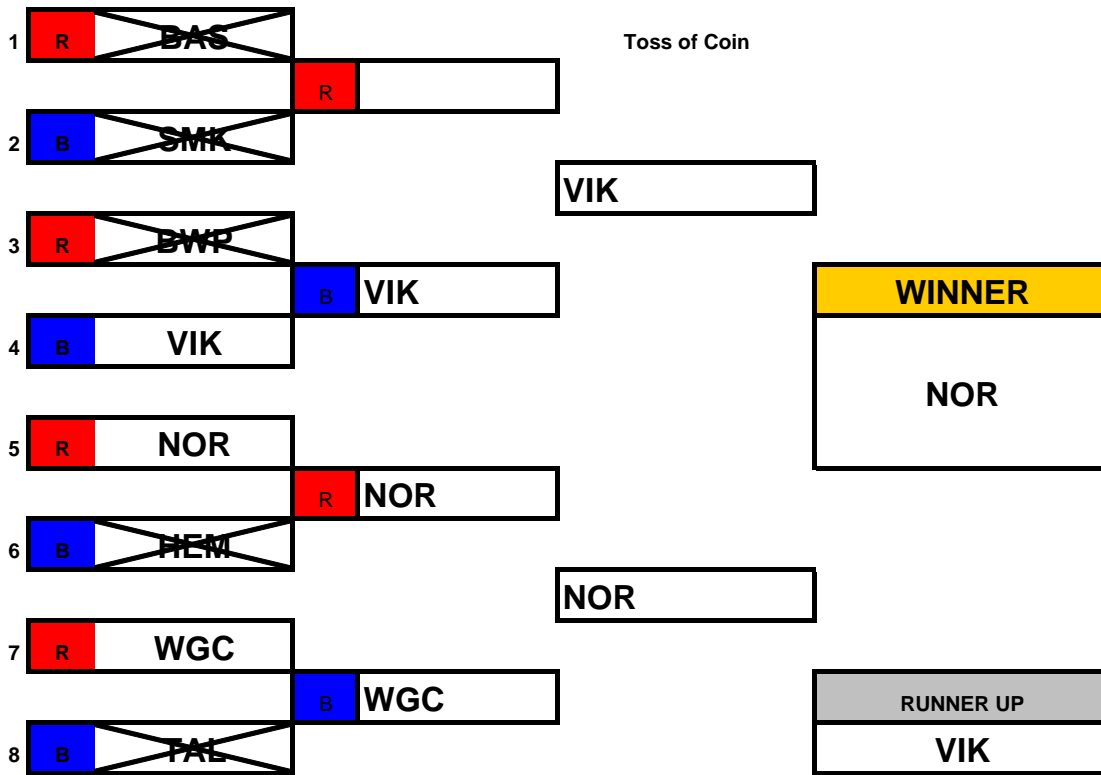 1 R BAS Toss of Coin
R
2 B SMK
VIK
3 R BWP
B VIK WINNER
4 B VIK
NOR
5 R NOR
R NOR
6 B HEM
NOR
7 R WGC
B WGC RUNNER UP
8 B TAL VIK